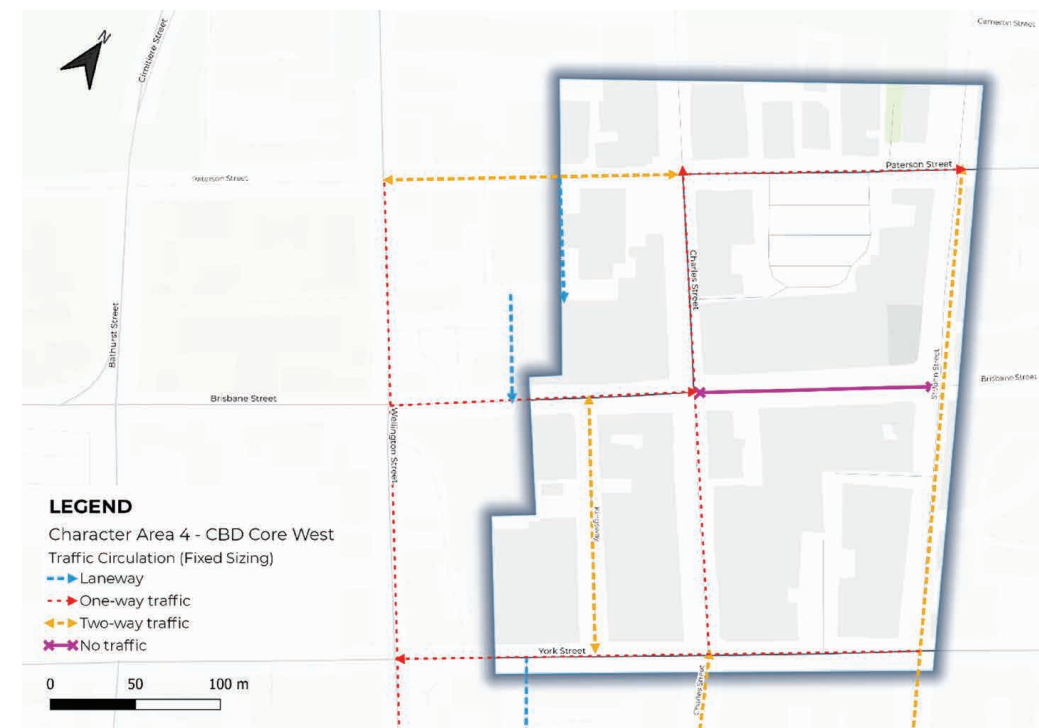 Cameron Street
N
Cimitiere Street
Paterson Street
Paterson Street
Charles Street
Bathurst Street
St John Street
Brisbane Street
Brisbane Street
Wellington Street
Kingsway
LEGEND
Character Area 4 - CBD Core West
Traffic Circulation (Fixed Sizing)
Laneway
One-way traffic
Two-way traffic
No traffic
York Street
Charles Street
0 50 100 m